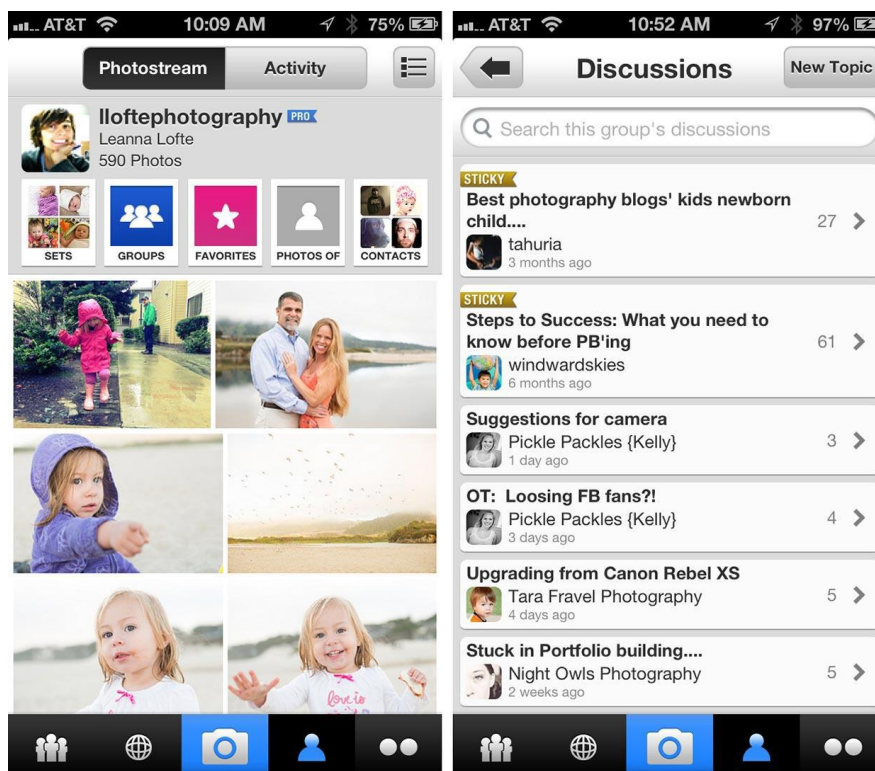 AT&T 10:09 AM 75%
Photostream Activity
lloftephotography PRO
Leanna Lofte
590 Photos
SETS GROUPS FAVORITES PHOTOS OF CONTACTS
love is
AT&T 10:52 AM 97%
Discussions New Topic
Search this group's discussions
STICKY
Best photography blogs' kids newborn
child.... 27
tahuria
3 months ago
STICKY
Steps to Success: What you need to
know before PB'ing 61
windwardskies
6 months ago
Suggestions for camera
Pickle Packles {Kelly} 3
1 day ago
OT:  Loosing FB fans?!
Pickle Packles {Kelly} 4
3 days ago
Upgrading from Canon Rebel XS
Tara Fravel Photography 5
4 days ago
Stuck in Portfolio building....
Night Owls Photography 5
2 weeks ago